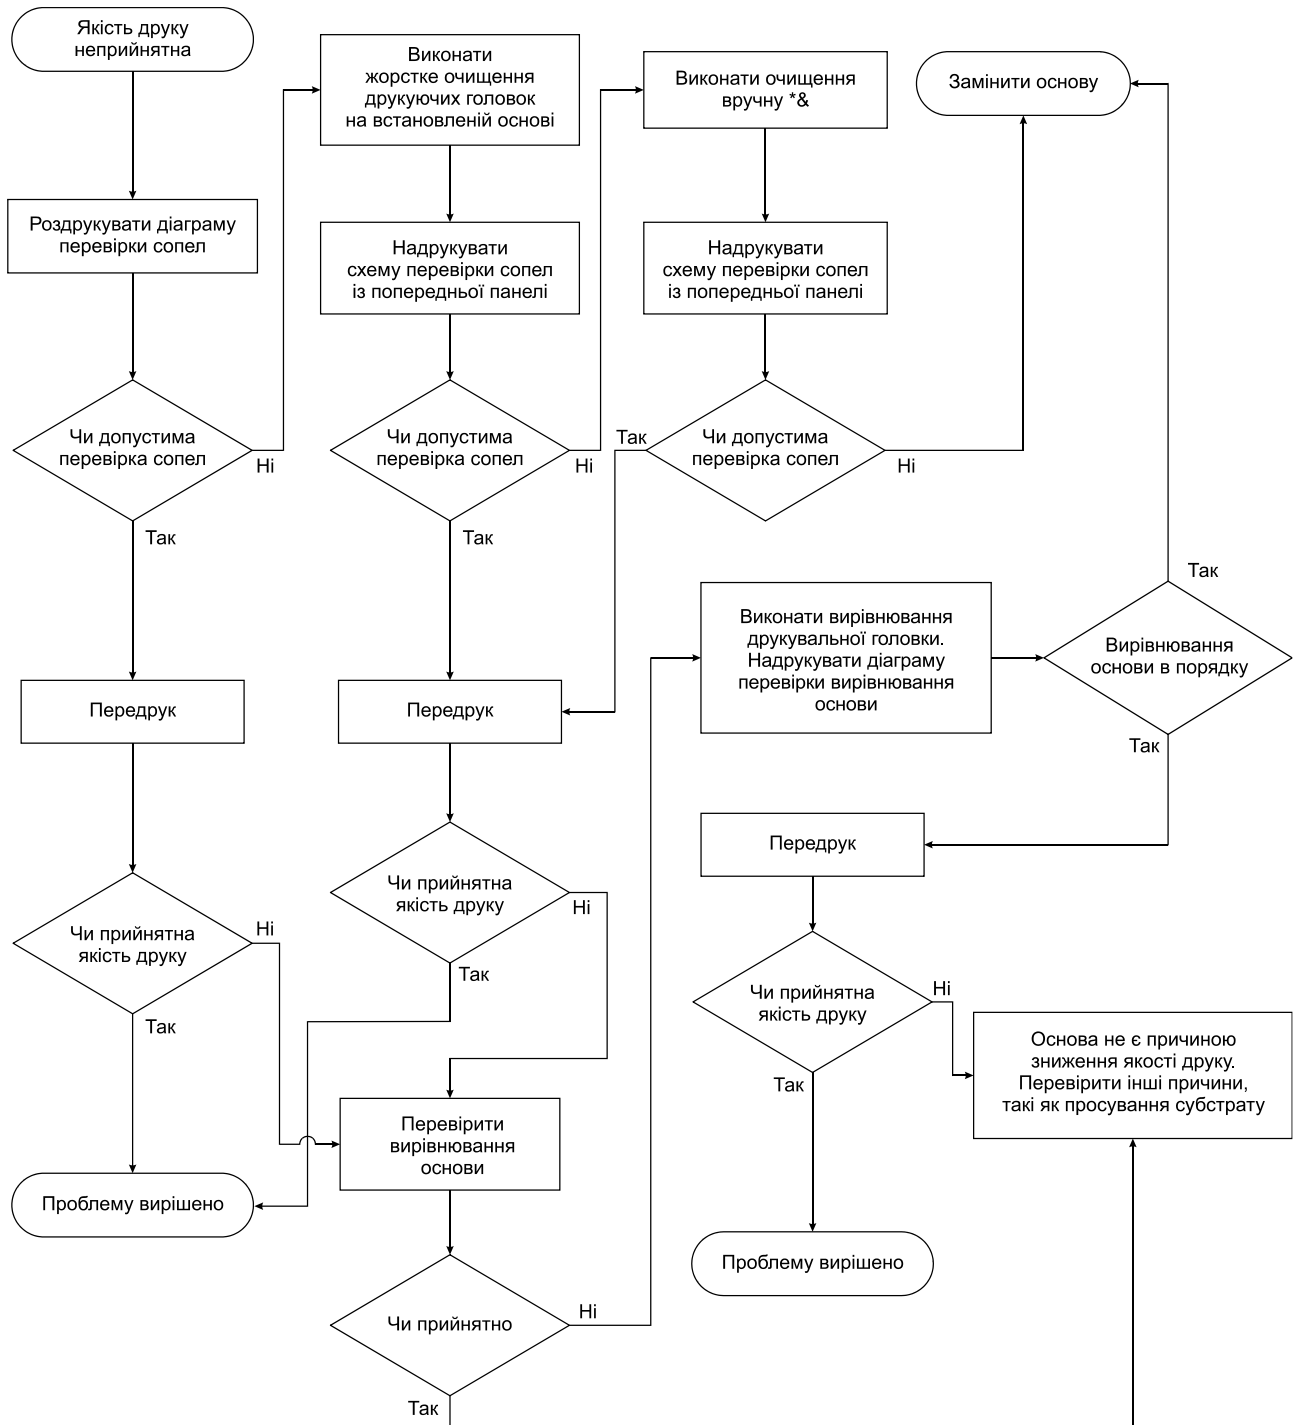 Якість друку
неприйнятна
Роздрукувати діаграму
перевірки сопел
Чи допустима
перевірка сопел
Ні
Так
Передрук
Чи прийнятна
якість друку
Ні
Так
Проблему вирішено
Виконати
жорстке очищення
друкуючих головок
на встановленій основі
Надрукувати
схему перевірки сопел
із попередньої панелі
Чи допустима
перевірка сопел
Ні
Так
Передрук
Чи прийнятна
якість друку
Ні
Так
Перевірити
вирівнювання
основи
Чи прийнятно
Ні
Так
Виконати очищення
вручну *&
Надрукувати
схему перевірки сопел
із попередньої панелі
Так
Чи допустима
перевірка сопел
Ні
Замінити основу
Виконати вирівнювання
друкувальної головки.
Надрукувати діаграму
перевірки вирівнювання
основи
Так
Вирівнювання
основи в порядку
Так
Передрук
Чи прийнятна
якість друку
Ні
Так
Основа не є причиною
зниження якості друку.
Перевірити інші причини,
такі як просування субстрату
Проблему вирішено